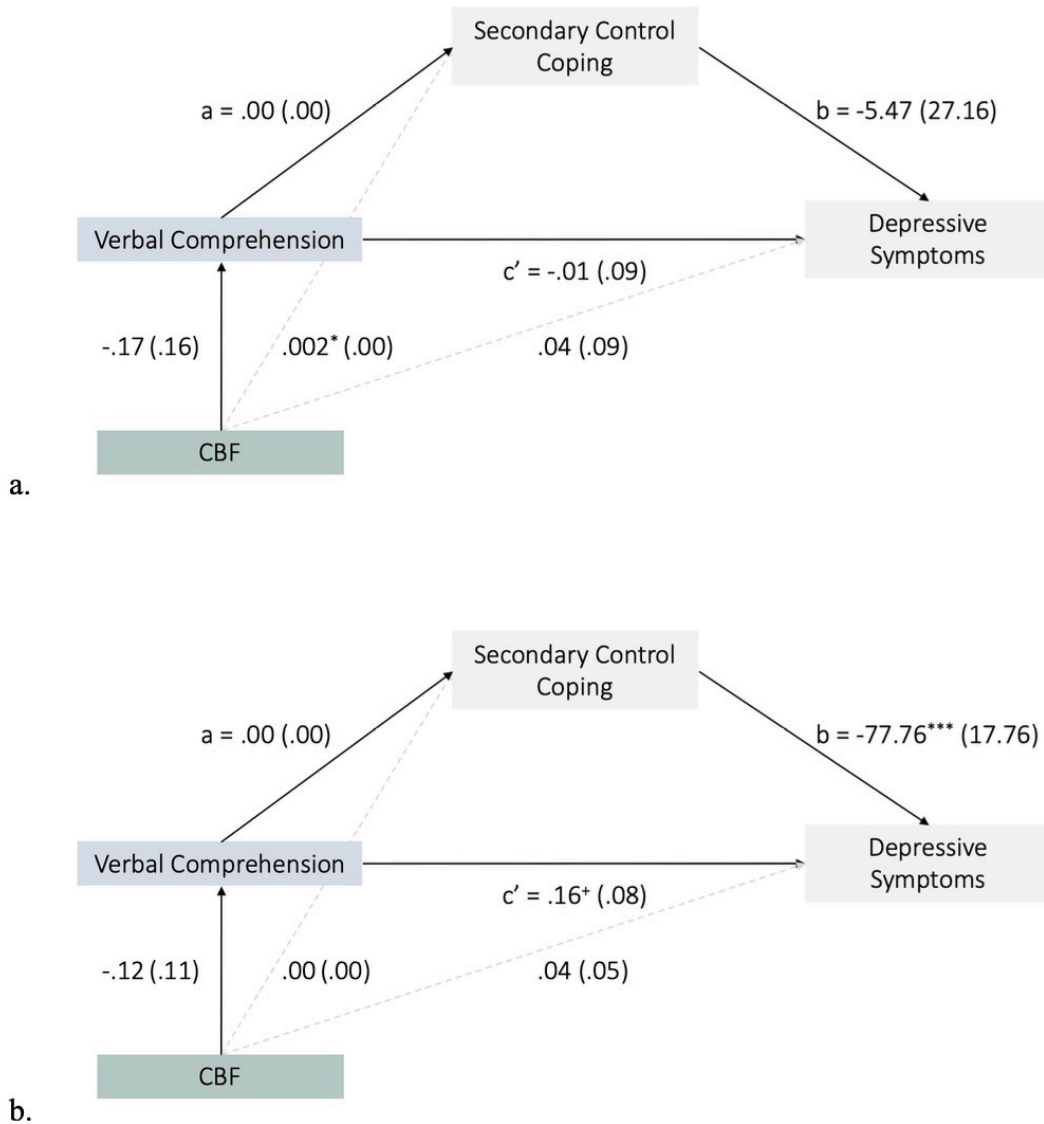 Secondary Control
Coping
a = .00 (.00)
b = -5.47 (27.16)
Verbal Comprehension
Depressive
Symptoms
c’ = -.01 (.09)
-.17 (.16)
.002* (.00)
.04 (.09)
CBF
a.
Secondary Control
Coping
a = .00 (.00)
b = -77.76*** (17.76)
Verbal Comprehension
Depressive
Symptoms
c’ = .16⁺ (.08)
-.12 (.11)
.00 (.00)
.04 (.05)
CBF
b.